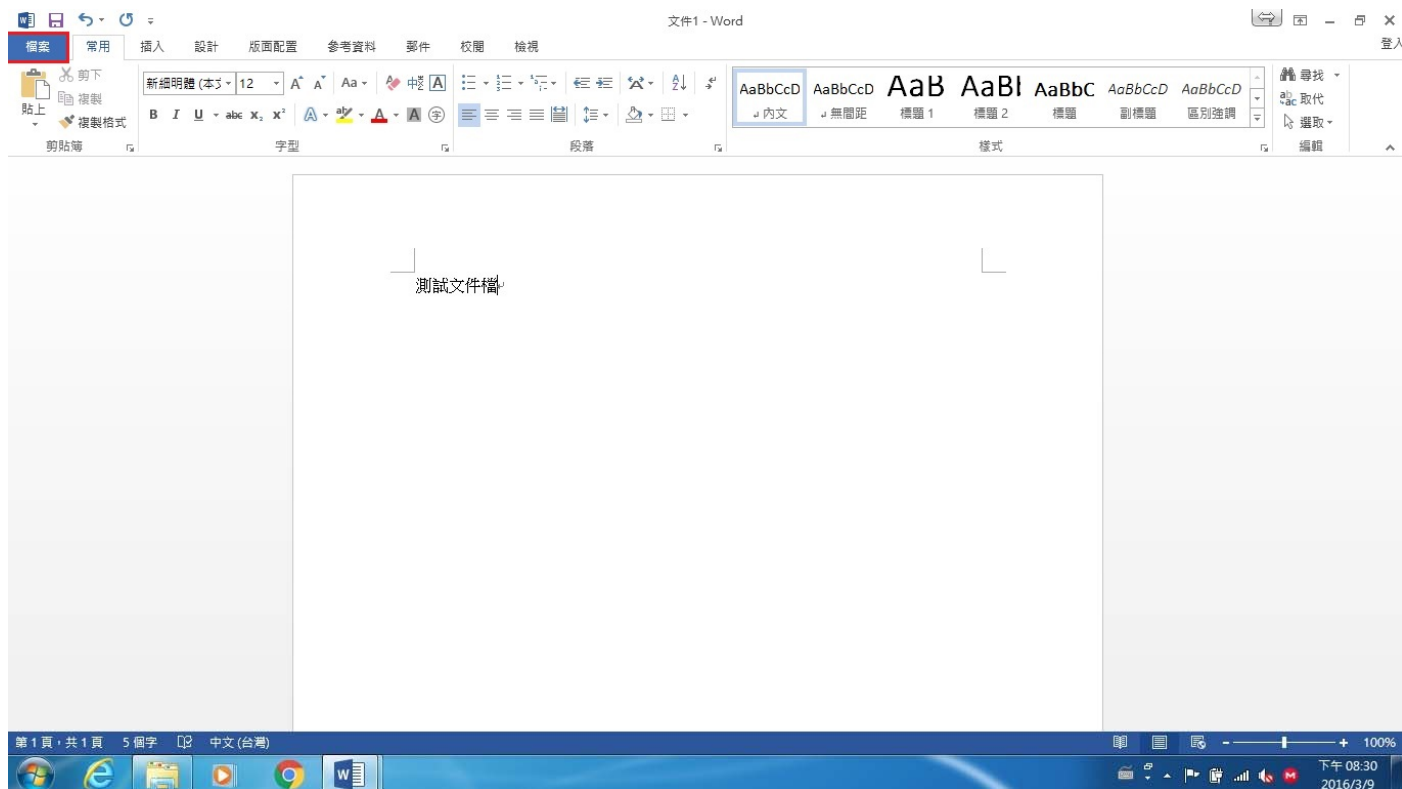 文件1 - Word
檔案 常用 插入 設計 版面配置 參考資料 郵件 校閱 檢視 登入
剪下
複製
貼上
複製格式
剪貼簿
新細明體 (本文 12
Aa
B I U abc X₂ X²
字型
段落
AaBbCcD AaBbCcD AaB AaBl AaBbC AaBbCcD AaBbCcD
內文 無間距 標題 1 標題 2 標題 副標題 區別強調
樣式
尋找
取代
選取
編輯
測試文件檔
第 1 頁，共 1 頁 5 個字 中文 (台灣) 100%
下午 08:30
2016/3/9